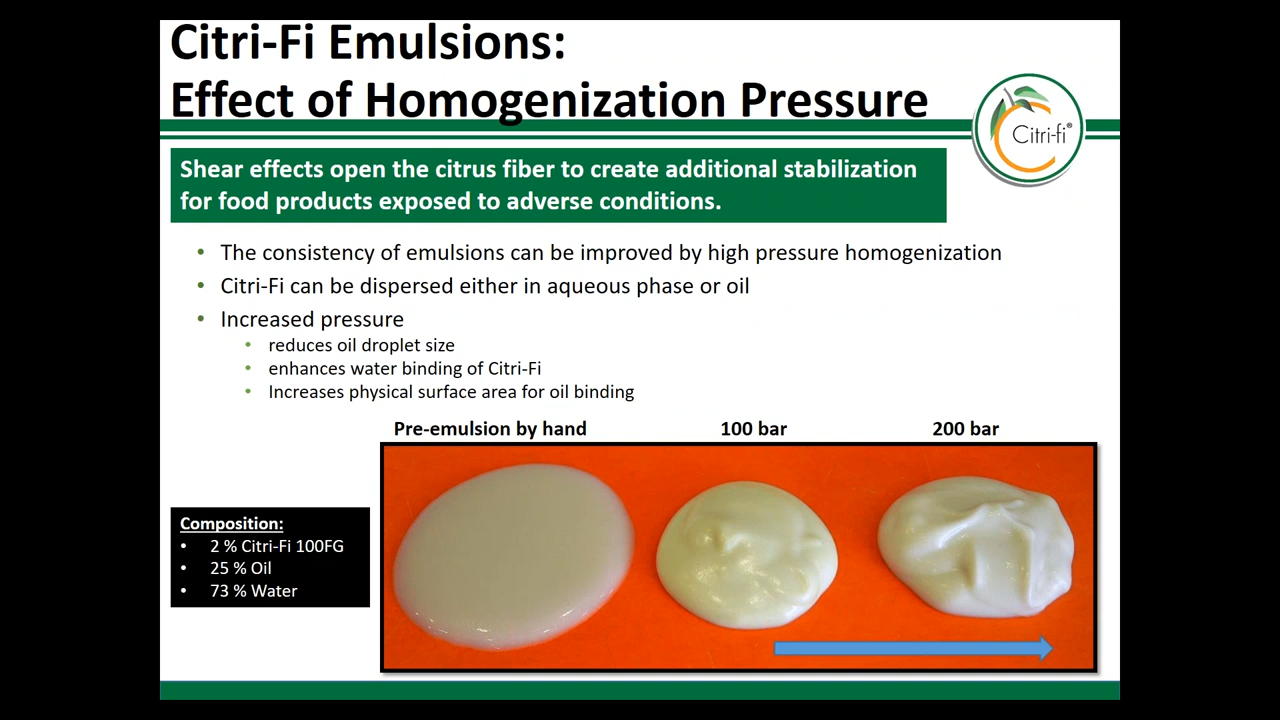 Citri-Fi Emulsions:
Effect of Homogenization Pressure
Citri-fi®
Shear effects open the citrus fiber to create additional stabilization
for food products exposed to adverse conditions.
• The consistency of emulsions can be improved by high pressure homogenization
• Citri-Fi can be dispersed either in aqueous phase or oil
• Increased pressure
• reduces oil droplet size
• enhances water binding of Citri-Fi
• Increases physical surface area for oil binding
Pre-emulsion by hand 100 bar 200 bar
Composition:
• 2 % Citri-Fi 100FG
• 25 % Oil
• 73 % Water